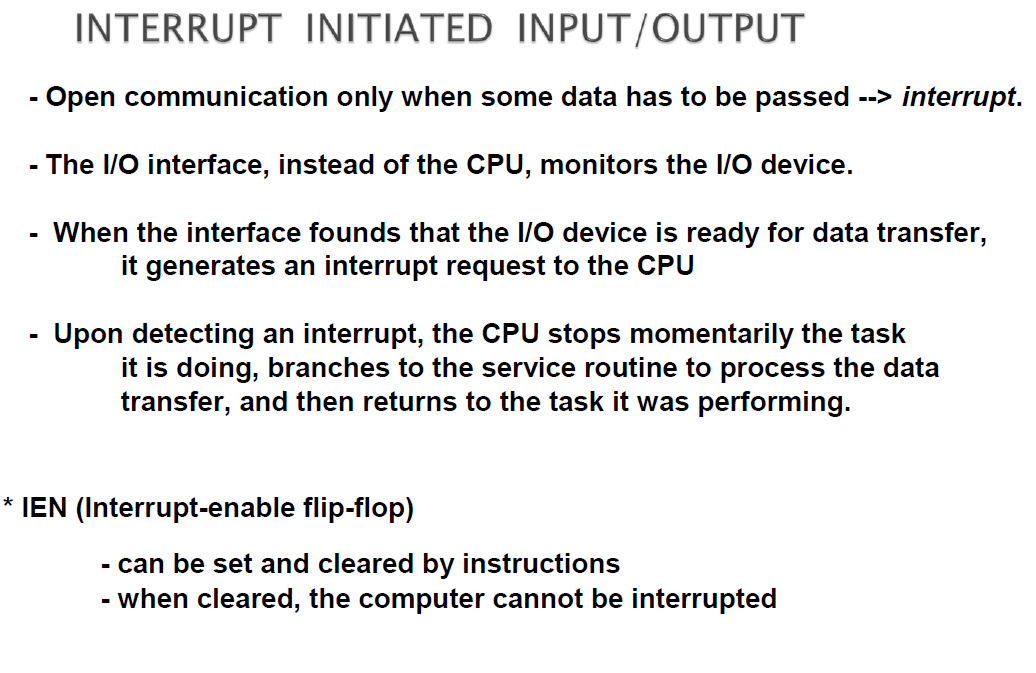 INTERRUPT INITIATED INPUT/OUTPUT
- Open communication only when some data has to be passed --> interrupt.
- The I/O interface, instead of the CPU, monitors the I/O device.
- When the interface founds that the I/O device is ready for data transfer,
it generates an interrupt request to the CPU
- Upon detecting an interrupt, the CPU stops momentarily the task
it is doing, branches to the service routine to process the data
transfer, and then returns to the task it was performing.
* IEN (Interrupt-enable flip-flop)
- can be set and cleared by instructions
- when cleared, the computer cannot be interrupted